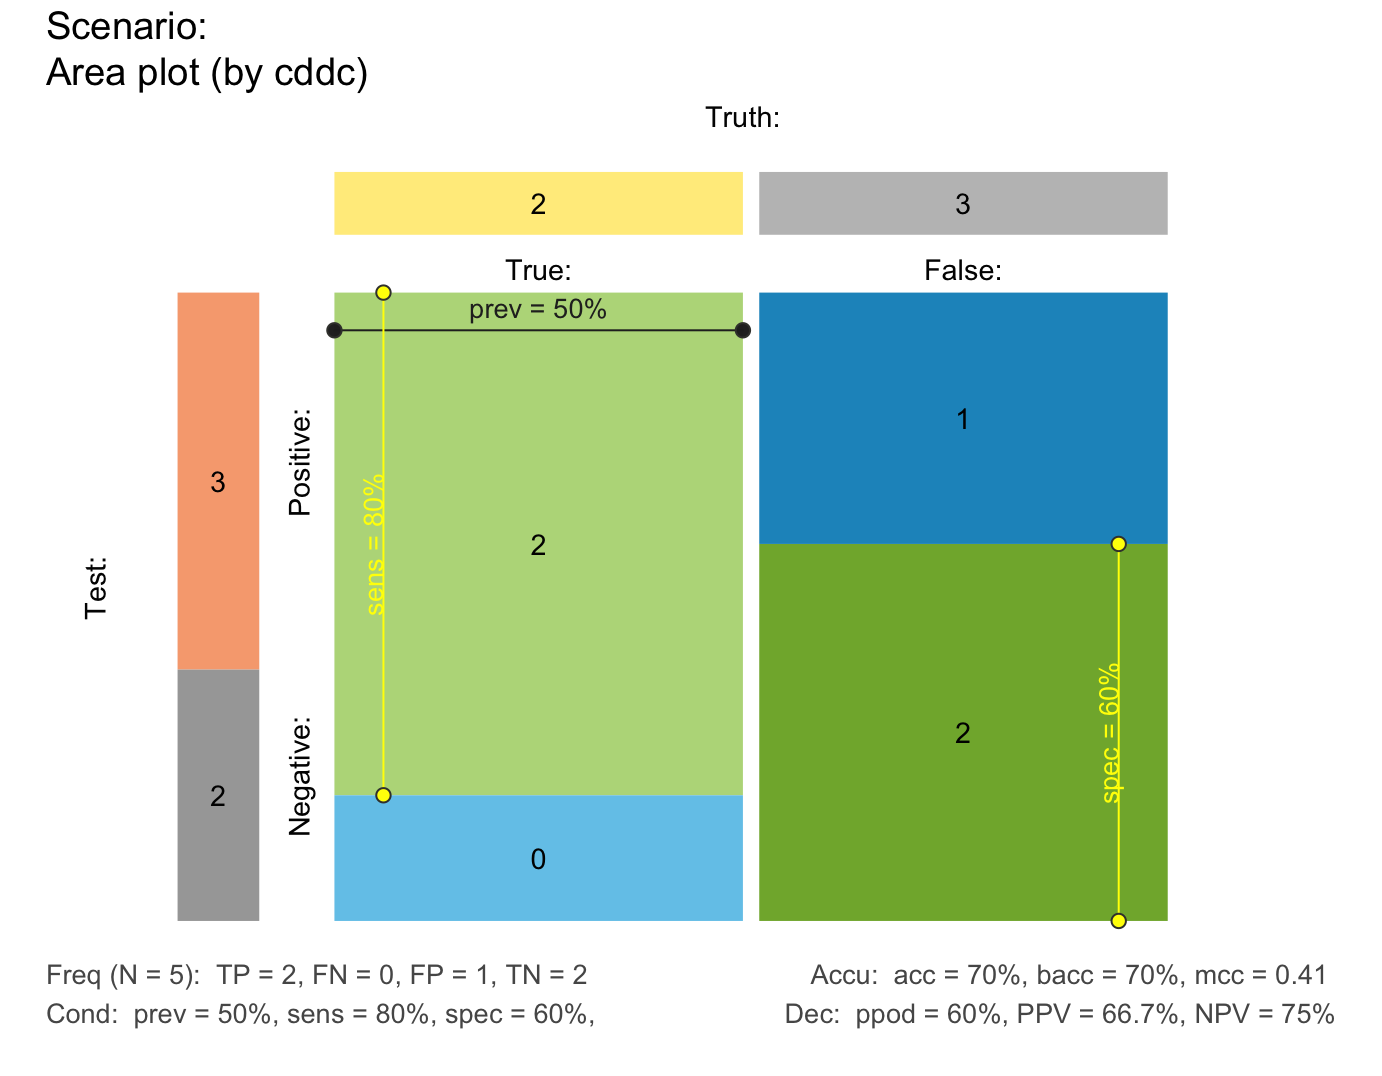 Scenario:
Area plot (by cddc)
Truth:
2
3
True:
False:
prev = 50%
Positive:
1
3
sens = 80%
2
Test:
spec = 60%
2
Negative:
2
0
Freq (N = 5):  TP = 2, FN = 0, FP = 1, TN = 2
Accu:  acc = 70%, bacc = 70%, mcc = 0.41
Cond:  prev = 50%, sens = 80%, spec = 60%,
Dec:  ppod = 60%, PPV = 66.7%, NPV = 75%